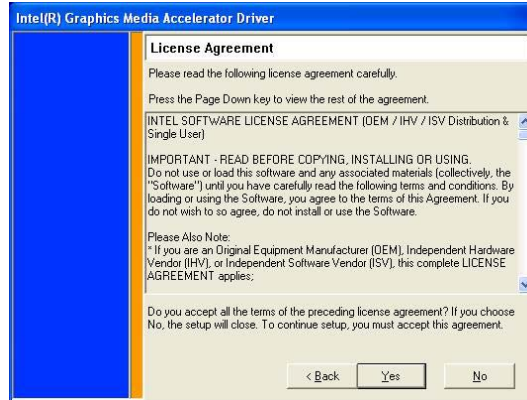 Intel(R) Graphics Media Accelerator Driver
License Agreement
Please read the following license agreement carefully.
Press the Page Down key to view the rest of the agreement.
INTEL SOFTWARE LICENSE AGREEMENT (OEM / IHV / ISV Distribution &
Single User)
IMPORTANT - READ BEFORE COPYING, INSTALLING OR USING.
Do not use or load this software and any associated materials (collectively, the
"Software") until you have carefully read the following terms and conditions. By
loading or using the Software, you agree to the terms of this Agreement. If you
do not wish to so agree, do not install or use the Software.
Please Also Note:
* If you are an Original Equipment Manufacturer (OEM), Independent Hardware
Vendor (IHV), or Independent Software Vendor (ISV), this complete LICENSE
AGREEMENT applies;
Do you accept all the terms of the preceding license agreement? If you choose
No, the setup will close. To continue setup, you must accept this agreement.
< Back Yes No